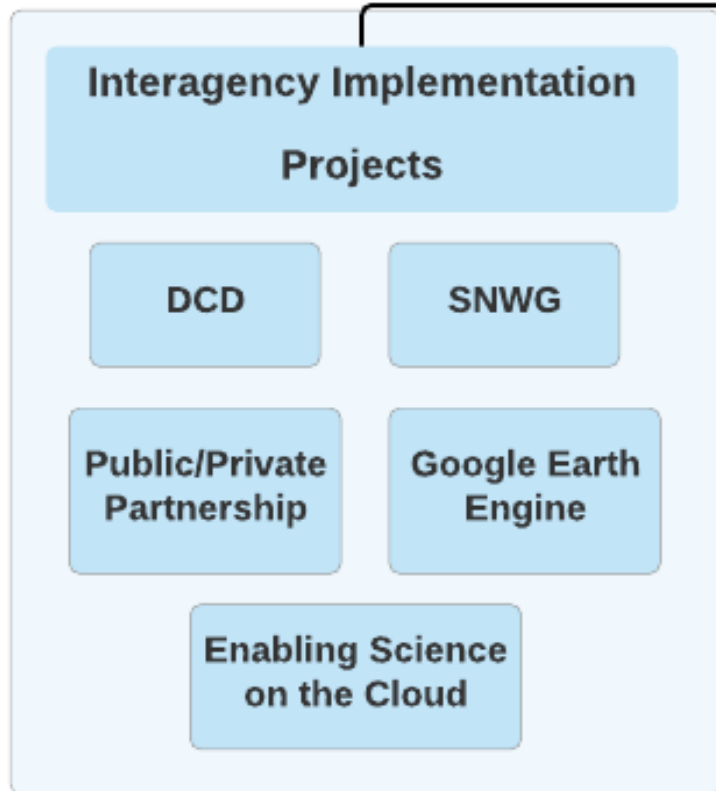 Interagency Implementation
Projects
DCD
SNWG
Public/Private
Partnership
Google Earth
Engine
Enabling Science
on the Cloud